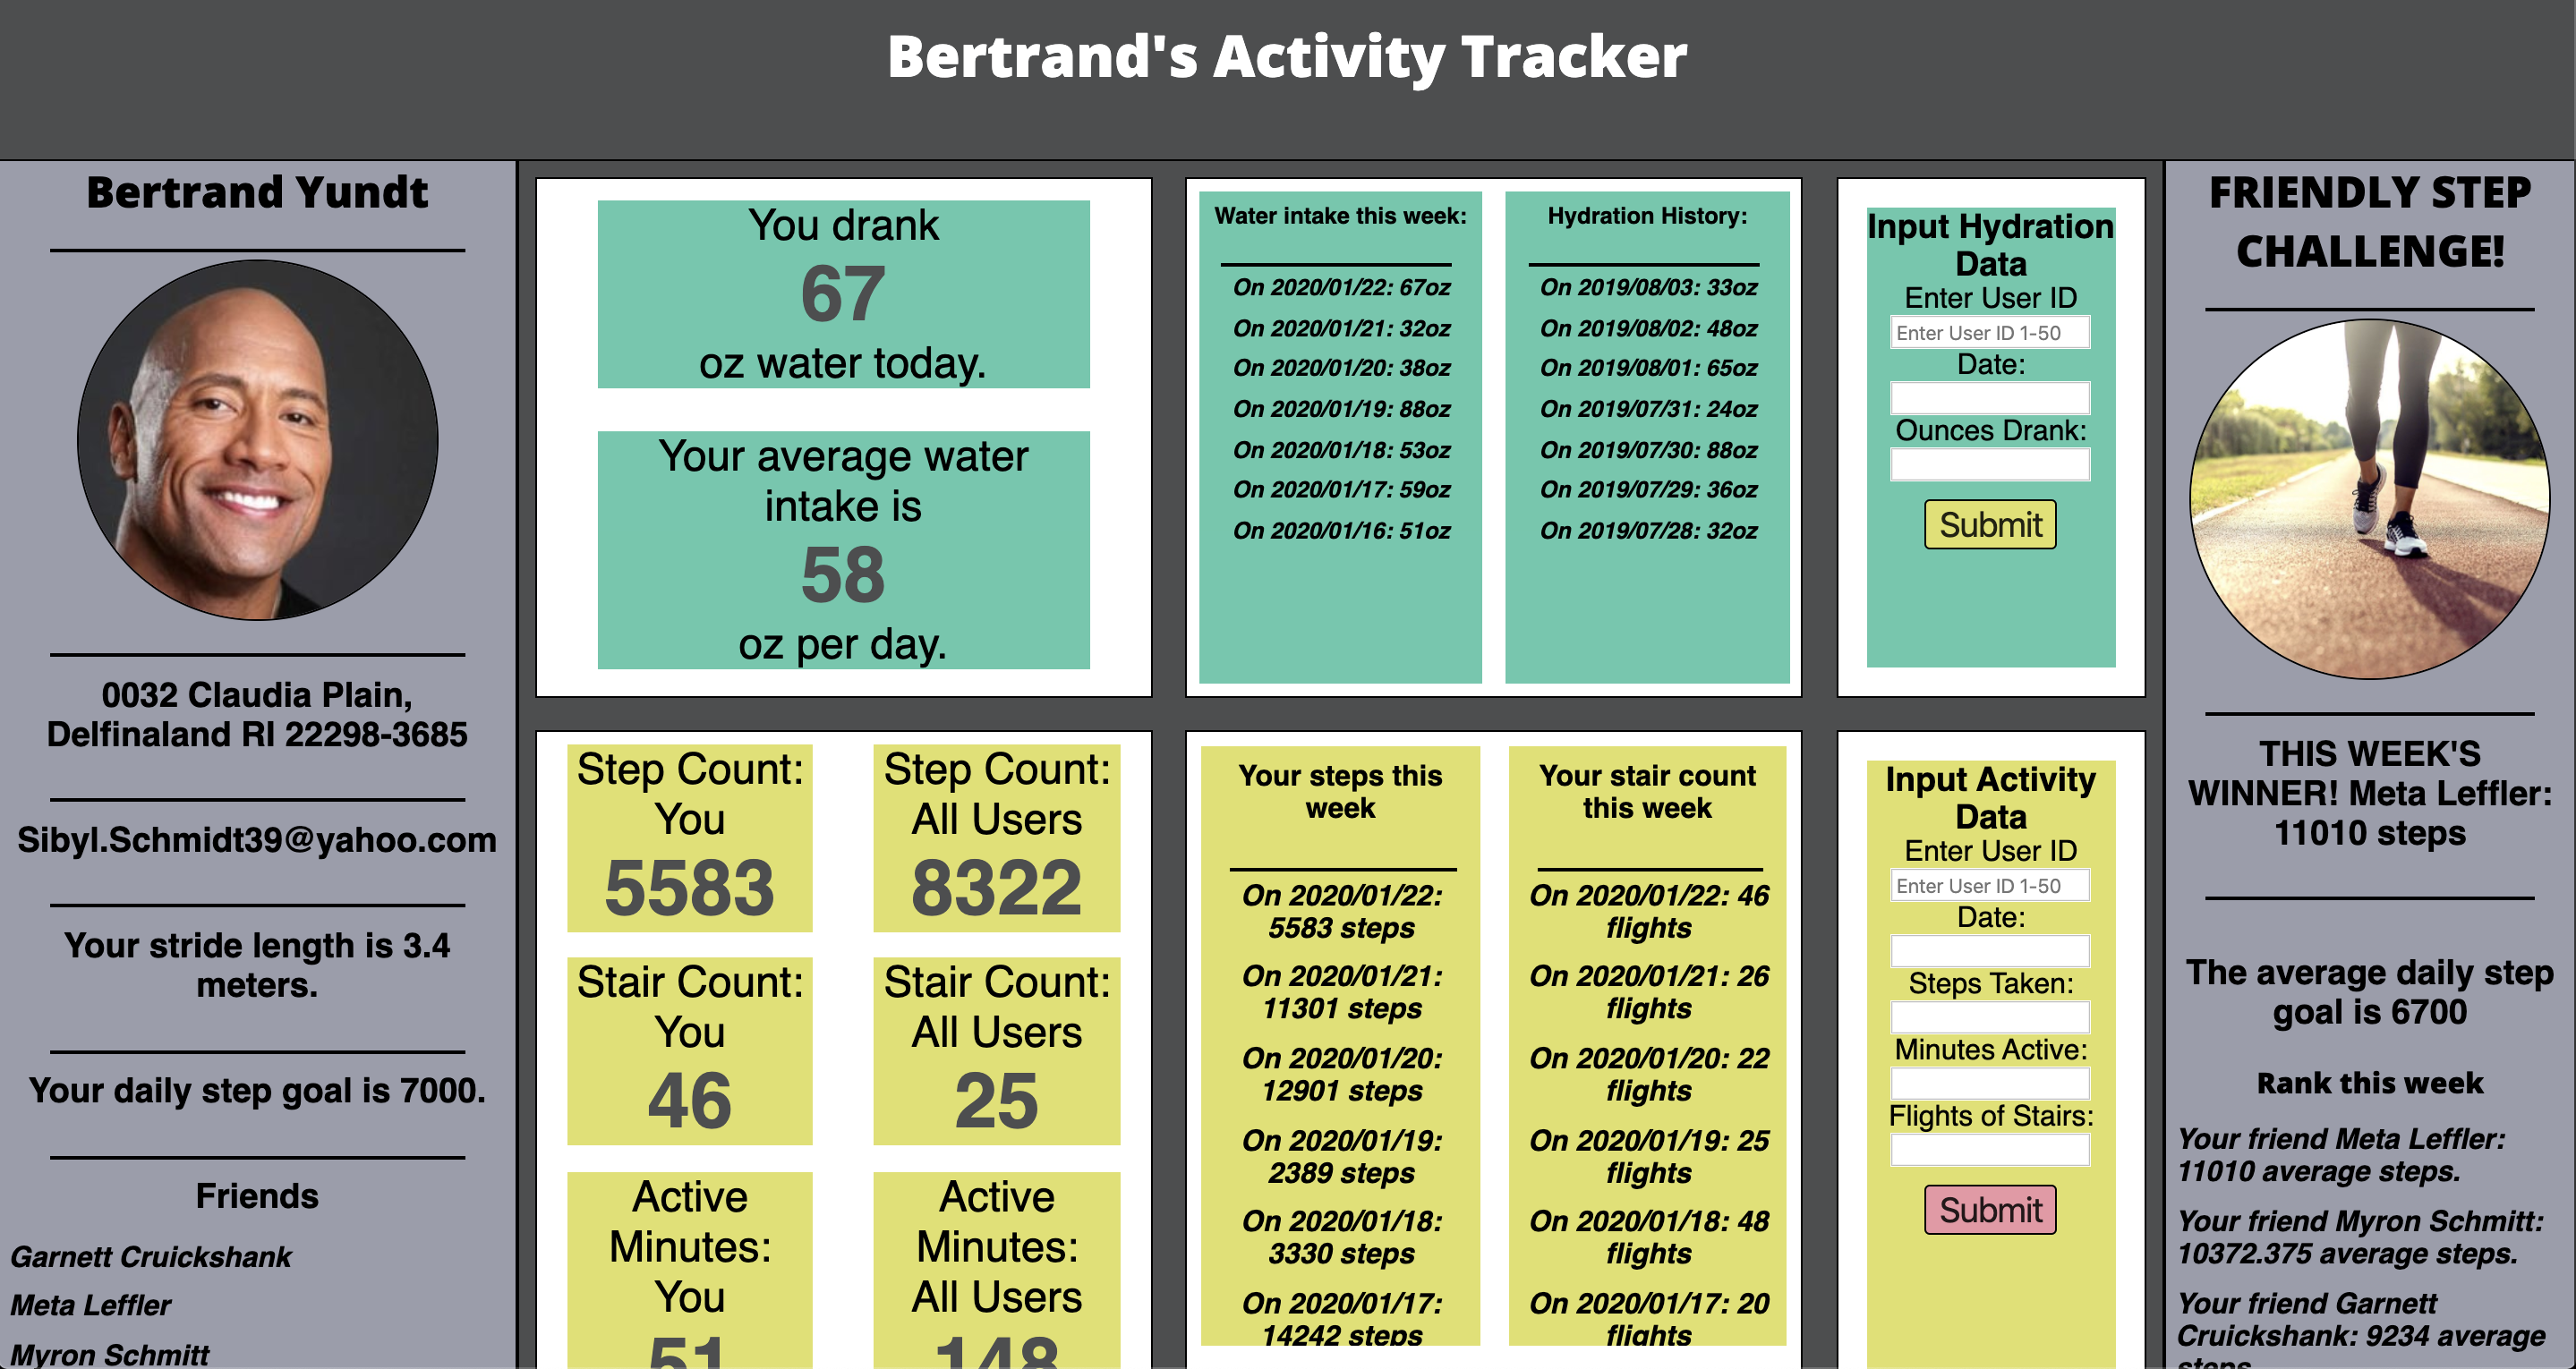 Bertrand's Activity Tracker
Bertrand Yundt
0032 Claudia Plain,
Delfinaland RI 22298-3685
Sibyl.Schmidt39@yahoo.com
Your stride length is 3.4
meters.
Your daily step goal is 7000.
Friends
Garnett Cruickshank
Meta Leffler
Myron Schmitt
You drank
67
oz water today.
Your average water
intake is
58
oz per day.
Water intake this week:
On 2020/01/22: 67oz
On 2020/01/21: 32oz
On 2020/01/20: 38oz
On 2020/01/19: 88oz
On 2020/01/18: 53oz
On 2020/01/17: 59oz
On 2020/01/16: 51oz
Hydration History:
On 2019/08/03: 33oz
On 2019/08/02: 48oz
On 2019/08/01: 65oz
On 2019/07/31: 24oz
On 2019/07/30: 88oz
On 2019/07/29: 36oz
On 2019/07/28: 32oz
Input Hydration
Data
Enter User ID
Enter User ID 1-50
Date:
Ounces Drank:
Submit
Step Count:
You
5583
Step Count:
All Users
8322
Stair Count:
You
46
Stair Count:
All Users
25
Active
Minutes:
You
51
Active
Minutes:
All Users
148
Your steps this
week
On 2020/01/22:
5583 steps
On 2020/01/21:
11301 steps
On 2020/01/20:
12901 steps
On 2020/01/19:
2389 steps
On 2020/01/18:
3330 steps
On 2020/01/17:
14242 steps
Your stair count
this week
On 2020/01/22: 46
flights
On 2020/01/21: 26
flights
On 2020/01/20: 22
flights
On 2020/01/19: 25
flights
On 2020/01/18: 48
flights
On 2020/01/17: 20
flights
Input Activity
Data
Enter User ID
Enter User ID 1-50
Date:
Steps Taken:
Minutes Active:
Flights of Stairs:
Submit
FRIENDLY STEP
CHALLENGE!
THIS WEEK'S
WINNER! Meta Leffler:
11010 steps
The average daily step
goal is 6700
Rank this week
Your friend Meta Leffler:
11010 average steps.
Your friend Myron Schmitt:
10372.375 average steps.
Your friend Garnett
Cruickshank: 9234 average
steps